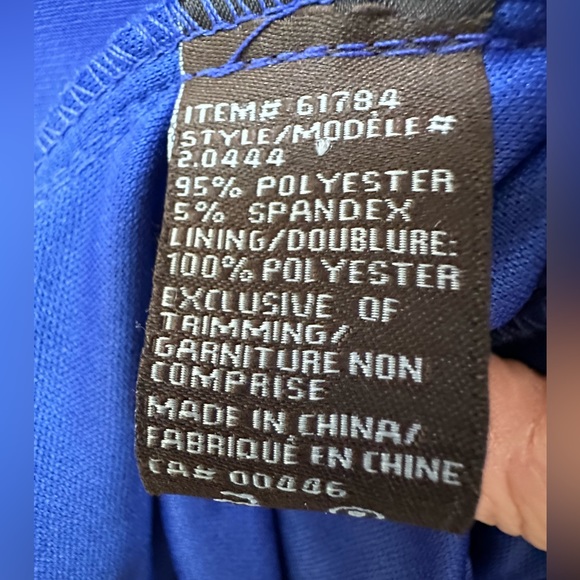 ITEM# 61784
STYLE/MODÈLE#
2.0444
95% POLYESTER
5% SPANDEX
LINING/DOUBLURE:
100% POLYESTER
EXCLUSIVE OF
TRIMMING/
GARNITURE NON
COMPRISE
MADE IN CHINA/
FABRIQUÉ EN CHINE
CA# 00446